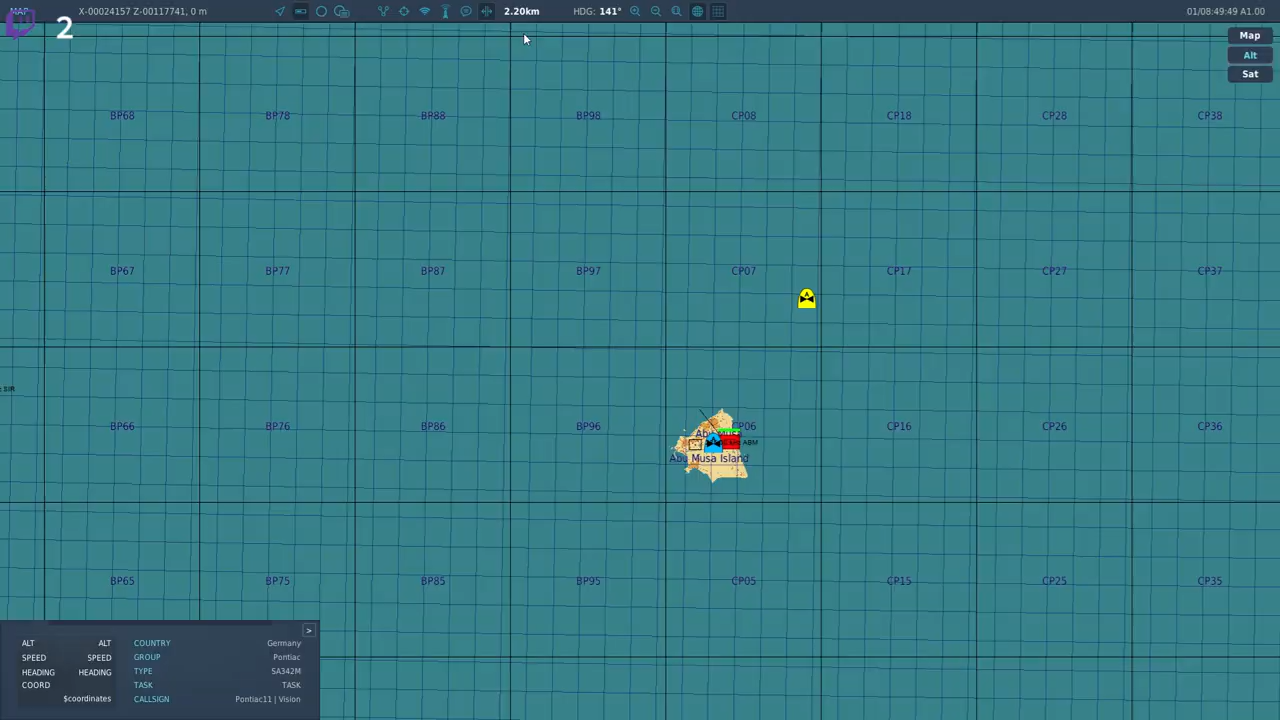 MAP X-00024157 Z-00117741, 0 m 2.20km HDG: 141° 01/08:49:49 A1.00
2
Map
Alt
Sat
BP68 BP78 BP88 BP98 CP08 CP18 CP28 CP38
BP67 BP77 BP87 BP97 CP07 CP17 CP27 CP37
A
SIR
BP66 BP76 BP86 BP96 CP06 CP16 CP26 CP36
ABM
Abu Musa Island
BP65 BP75 BP85 BP95 CP05 CP15 CP25 CP35
>
ALT ALT COUNTRY Germany
SPEED SPEED GROUP Pontiac
HEADING HEADING TYPE SA342M
COORD TASK TASK
$coordinates CALLSIGN Pontiac11 | Vision